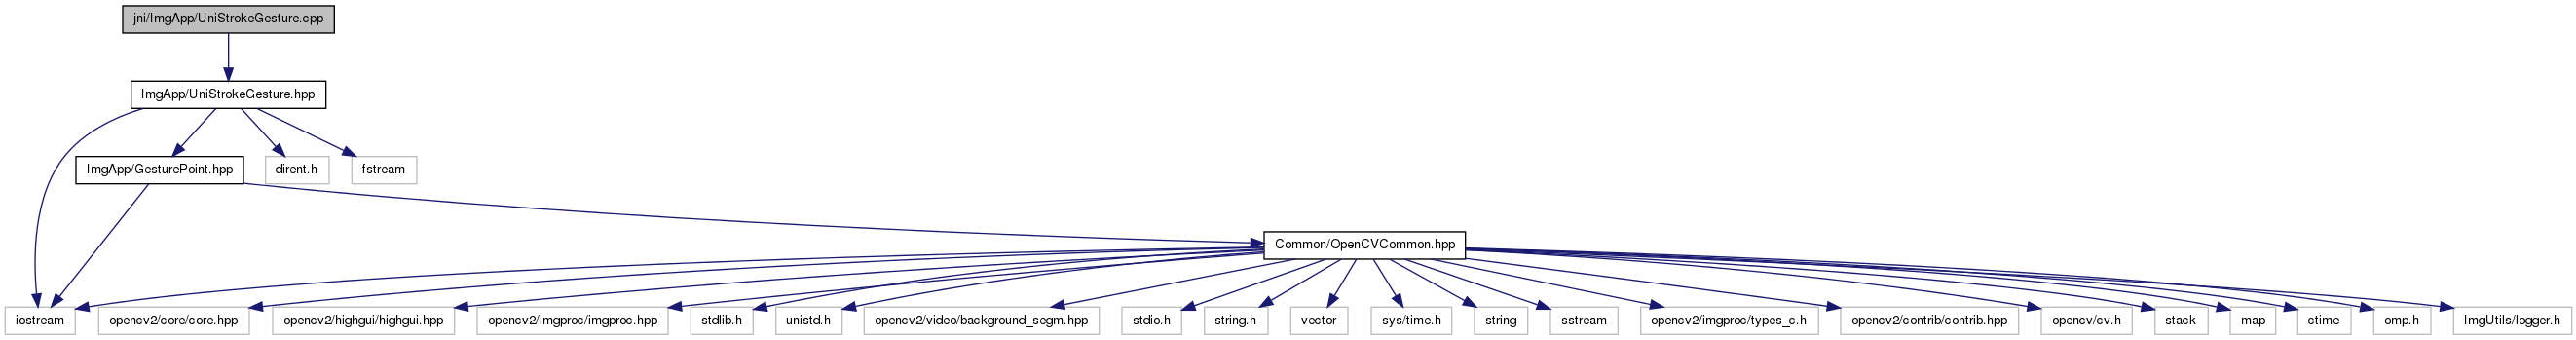 jni/ImgApp/UniStrokeGesture.cpp
ImgApp/UniStrokeGesture.hpp
ImgApp/GesturePoint.hpp
dirent.h
fstream
Common/OpenCVCommon.hpp
iostream
opencv2/core/core.hpp
opencv2/highgui/highgui.hpp
opencv2/imgproc/imgproc.hpp
stdlib.h
unistd.h
opencv2/video/background_segm.hpp
stdio.h
string.h
vector
sys/time.h
string
sstream
opencv2/imgproc/types_c.h
opencv2/contrib/contrib.hpp
opencv/cv.h
stack
map
ctime
omp.h
ImgUtils/logger.h